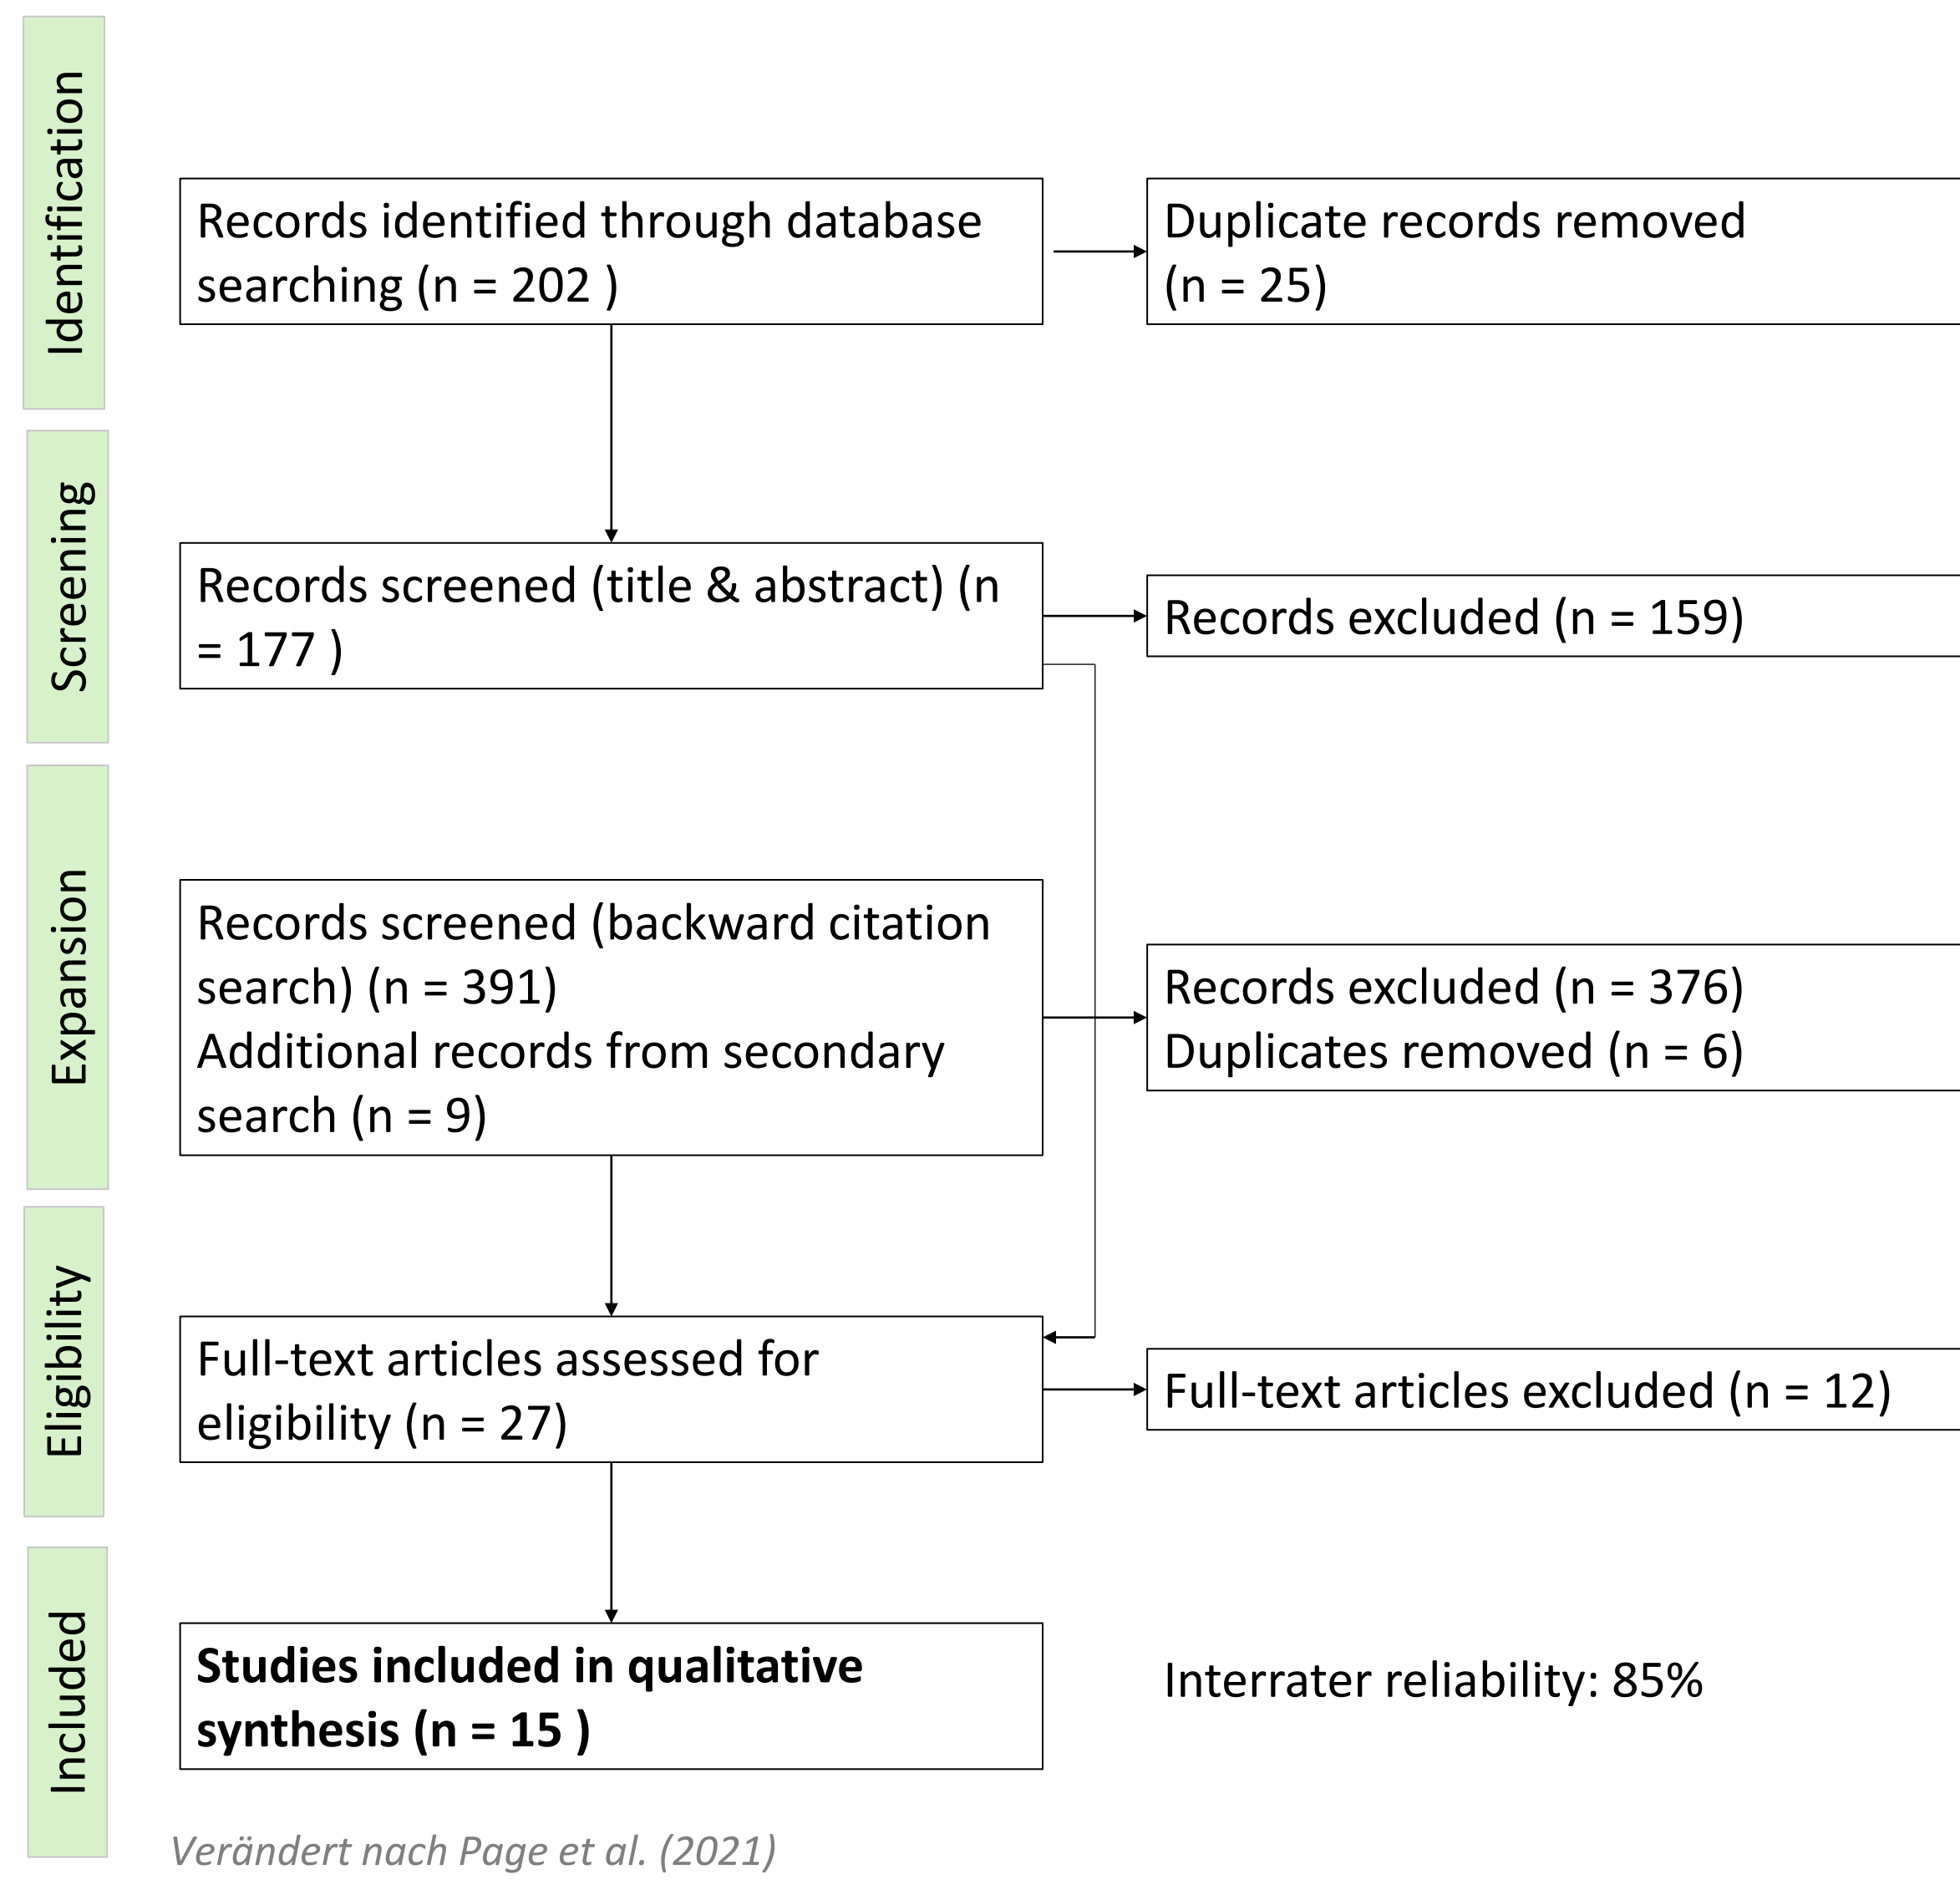 Identification
Records identified through database
searching (n = 202 )
Duplicate records removed
(n = 25)
Screening
Records screened (title & abstract) (n
= 177 )
Records excluded (n = 159)
Expansion
Records screened (backward citation
search) (n = 391)
Additional records from secondary
search (n = 9)
Records excluded (n = 376)
Duplicates removed (n = 6)
Eligibility
Full-text articles assessed for
eligibility (n = 27)
Full-text articles excluded (n = 12)
Included
Studies included in qualitative
synthesis (n = 15 )
Interrater reliability: 85%
Verändert nach Page et al. (2021)